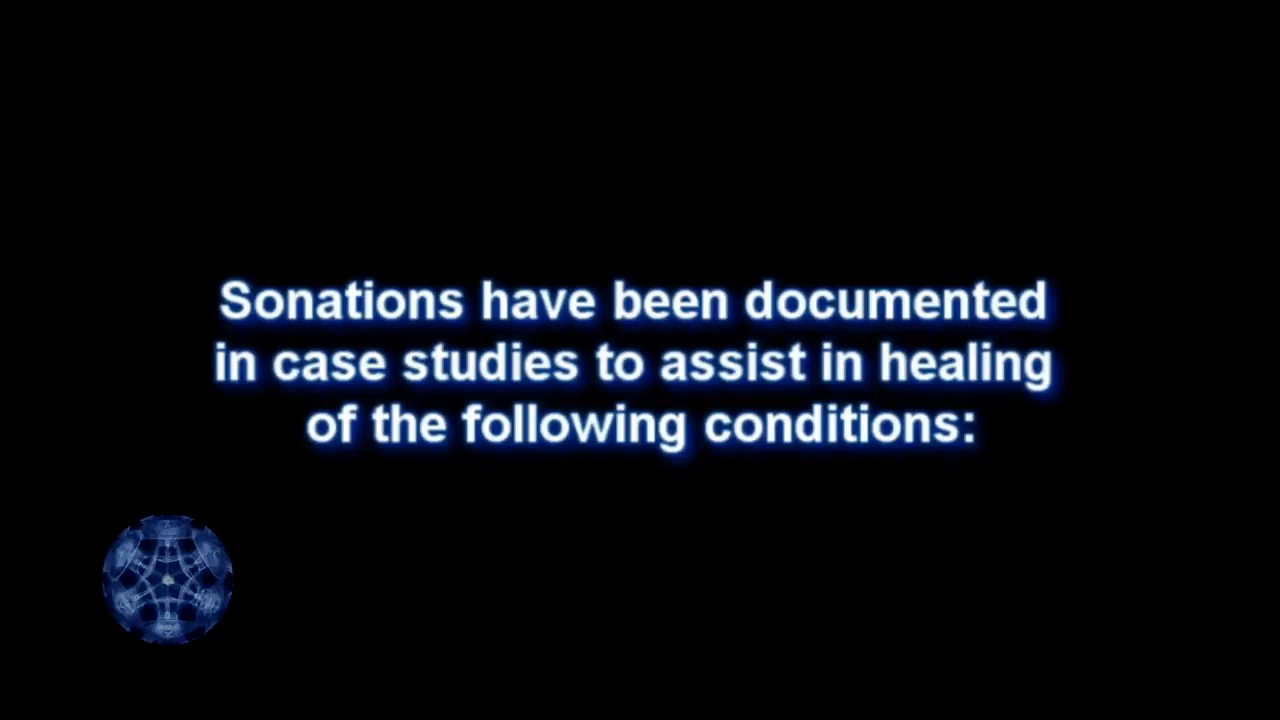 Sonations have been documented
in case studies to assist in healing
of the following conditions: